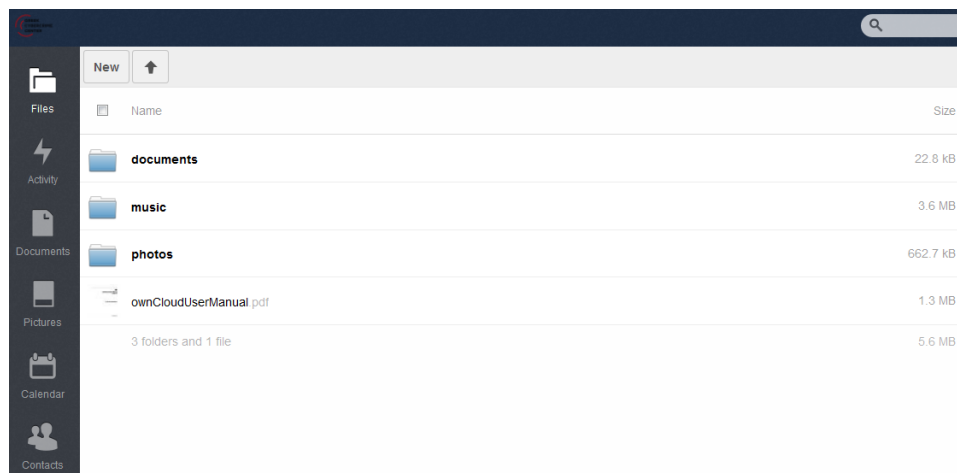 New
Name Size
Files
documents 22.8 kB
Activity
music 3.6 MB
Documents
photos 662.7 kB
ownCloudUserManual.pdf 1.3 MB
Pictures
3 folders and 1 file 5.6 MB
Calendar
Contacts